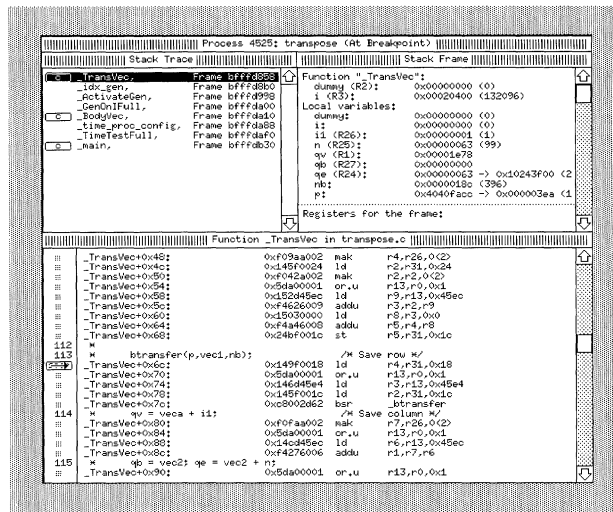 Process 4525: transpose (At Breakpoint)
Stack Trace
C _TransVec, Frame bfffd858
_idx_gen, Frame bfffd8b0
_ActivateGen, Frame bfffd998
_GenOnIFull, Frame bfffda00
C _BodyVec, Frame bfffda10
_time_proc_config, Frame bfffda88
_TimeTestFull, Frame bfffdaf0
C _main, Frame bfffdb30
Stack Frame
Function "_TransVec":
dummy (R2): 0x00000000 (0)
i (R3): 0x00020400 (132096)
Local variables:
dummy: 0x00000000 (0)
i: 0x00000000 (0)
i1 (R26): 0x00000001 (1)
n (R25): 0x00000063 (99)
qv (R1): 0x00001e78
qb (R27): 0x00000000
qe (R24): 0x00000063 -> 0x10243f00 (2
nb: 0x0000018c (396)
p: 0x4040facc -> 0x000003ea (1
Registers for the frame:
Function _TransVec in transpose.c
_TransVec+0x48: 0xf09aa002 mak r4,r26,0<2>
_TransVec+0x4c: 0x145f0024 ld r2,r31,0x24
_TransVec+0x50: 0xf042a002 mak r2,r2,0<2>
_TransVec+0x54: 0x5da00001 or.u r13,r0,0x1
_TransVec+0x58: 0x152d45ec ld r9,r13,0x45ec
_TransVec+0x5c: 0xf4626009 addu r3,r2,r9
_TransVec+0x60: 0x15030000 ld r8,r3,0x0
_TransVec+0x64: 0xf4a46008 addu r5,r4,r8
_TransVec+0x68: 0x24bf001c st r5,r31,0x1c
112 *
113 * btransfer(p,vec1,nb); /* Save row */
_TransVec+0x6c: 0x149f0018 ld r4,r31,0x18
_TransVec+0x70: 0x5da00001 or.u r13,r0,0x1
_TransVec+0x74: 0x146d45e4 ld r3,r13,0x45e4
_TransVec+0x78: 0x145f001c ld r2,r31,0x1c
_TransVec+0x7c: 0xc8002d62 bsr _btransfer
114 * qv = veca + i1; /* Save column */
_TransVec+0x80: 0xf0faa002 mak r7,r26,0<2>
_TransVec+0x84: 0x5da00001 or.u r13,r0,0x1
_TransVec+0x88: 0x14cd45ec ld r6,r13,0x45ec
_TransVec+0x8c: 0xf4276006 addu r1,r7,r6
115 * qb = vec2; qe = vec2 + n;
_TransVec+0x90: 0x5da00001 or.u r13,r0,0x1